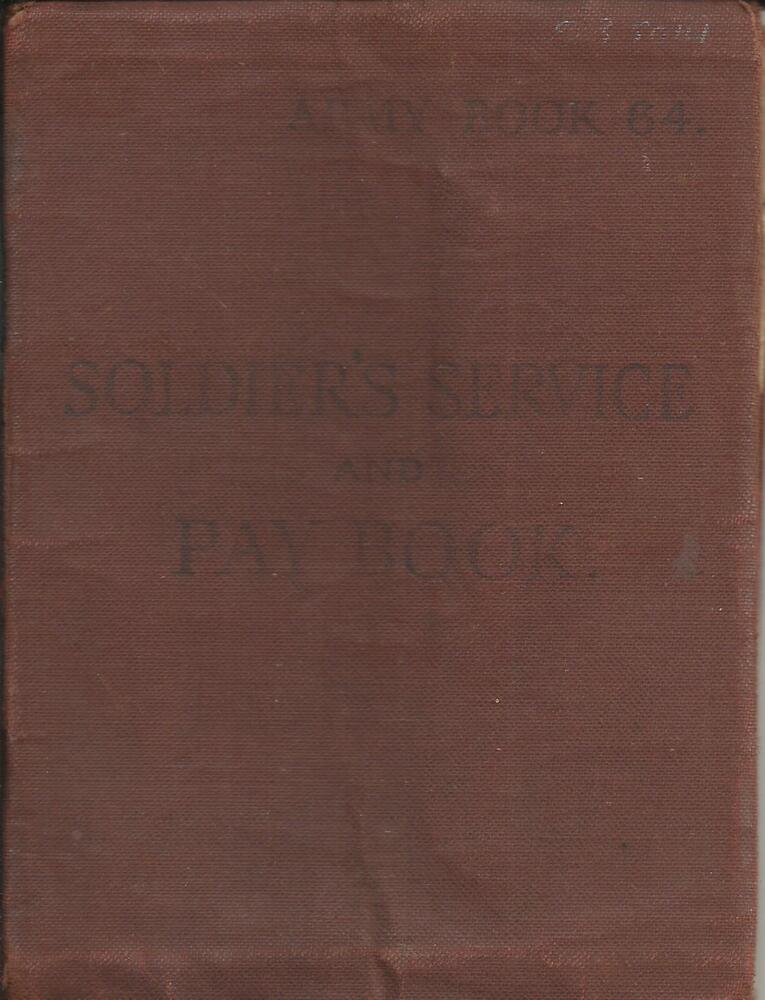 ARMY BOOK 64.
SOLDIER'S SERVICE
AND
PAY BOOK.